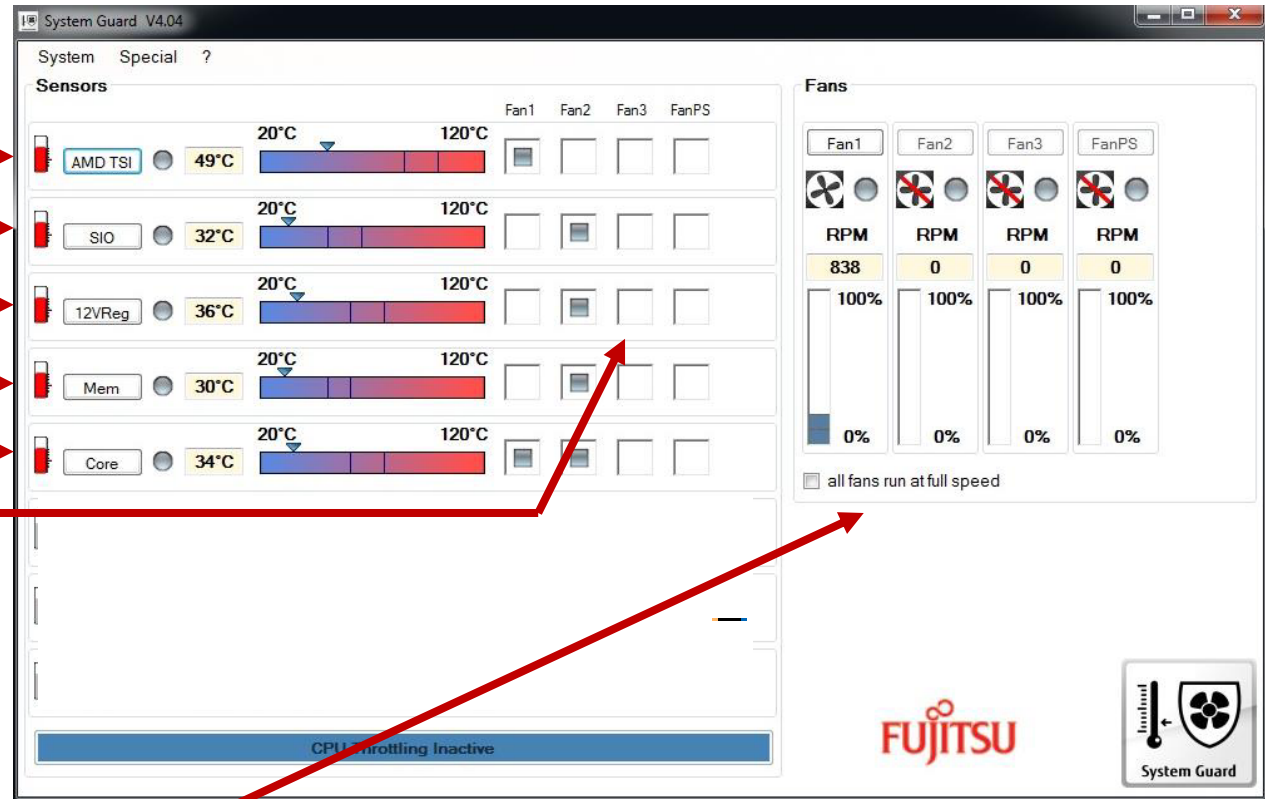 System Guard V4.04
System Special ?
Sensors
Fan1 Fan2 Fan3 FanPS
20°C 120°C
AMD TSI 49°C
20°C 120°C
SIO 32°C
20°C 120°C
12VReg 36°C
20°C 120°C
Mem 30°C
20°C 120°C
Core 34°C
CPU Throttling Inactive
Fans
Fan1 Fan2 Fan3 FanPS
RPM RPM RPM RPM
838 0 0 0
100% 100% 100% 100%
0% 0% 0% 0%
all fans run at full speed
FUJITSU
System Guard